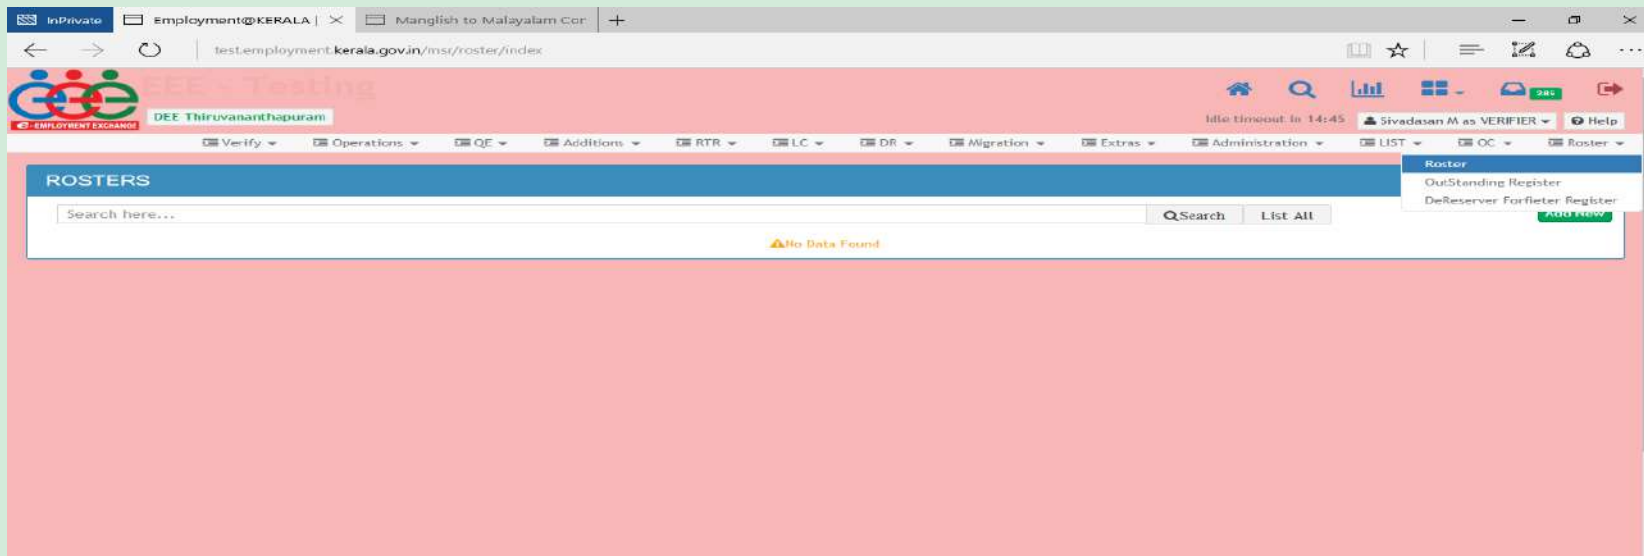 InPrivate Employment@KERALA | Manglish to Malayalam Cor
test.employment.kerala.gov.in/msr/roster/index
EEE - Testing
e-EMPLOYMENT EXCHANGE
DEE Thiruvananthapuram
Idle timeout in 14:45 Sivadasan M as VERIFIER Help
Verify Operations QE Additions RTR LC DR Migration Extras Administration LIST OC Roster
Roster
OutStanding Register
DeReserver Forfieter Register
ROSTERS
Search here... Search List All Add New
No Data Found